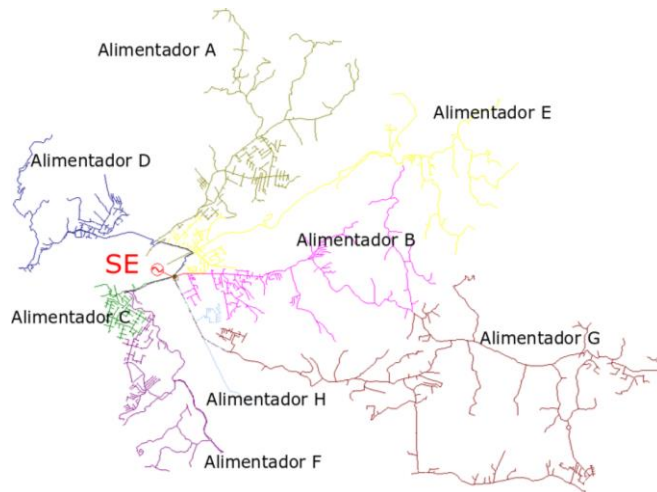 Alimentador A
Alimentador E
Alimentador D
Alimentador B
SE
Alimentador C
Alimentador G
Alimentador H
Alimentador F